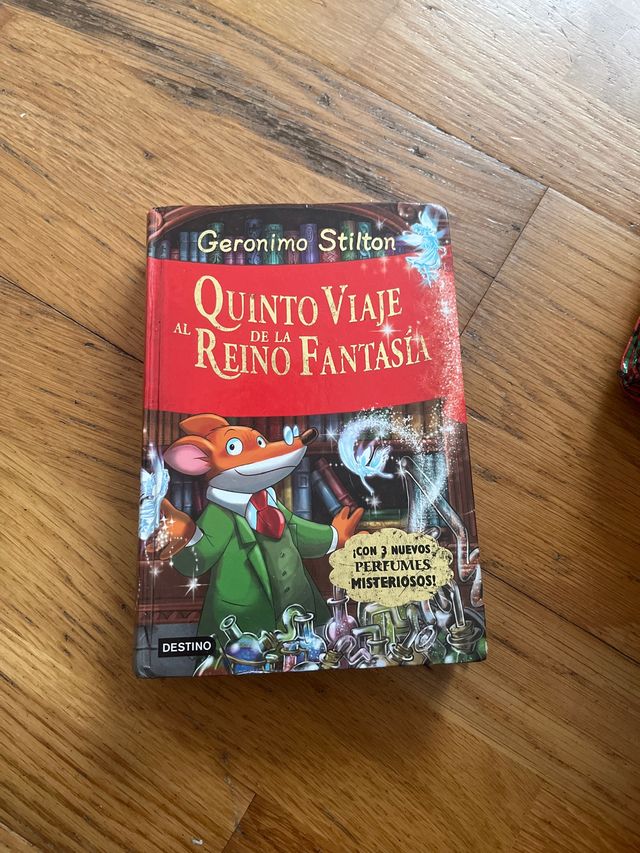 Geronimo Stilton
QUINTO VIAJE
AL
DE LA
REINO FANTASÍA
¡CON 3 NUEVOS
PERFUMES
MISTERIOSOS!
DESTINO